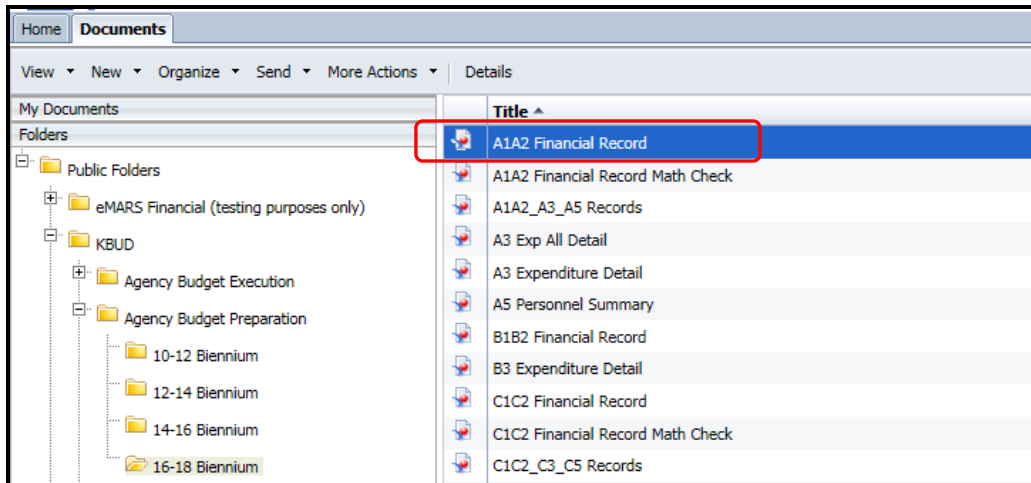 Home Documents
View New Organize Send More Actions Details
My Documents
Folders
Public Folders
eMARS Financial (testing purposes only)
KBUD
Agency Budget Execution
Agency Budget Preparation
10-12 Biennium
12-14 Biennium
14-16 Biennium
16-18 Biennium
Title
A1A2 Financial Record
A1A2 Financial Record Math Check
A1A2_A3_A5 Records
A3 Exp All Detail
A3 Expenditure Detail
A5 Personnel Summary
B1B2 Financial Record
B3 Expenditure Detail
C1C2 Financial Record
C1C2 Financial Record Math Check
C1C2_C3_C5 Records